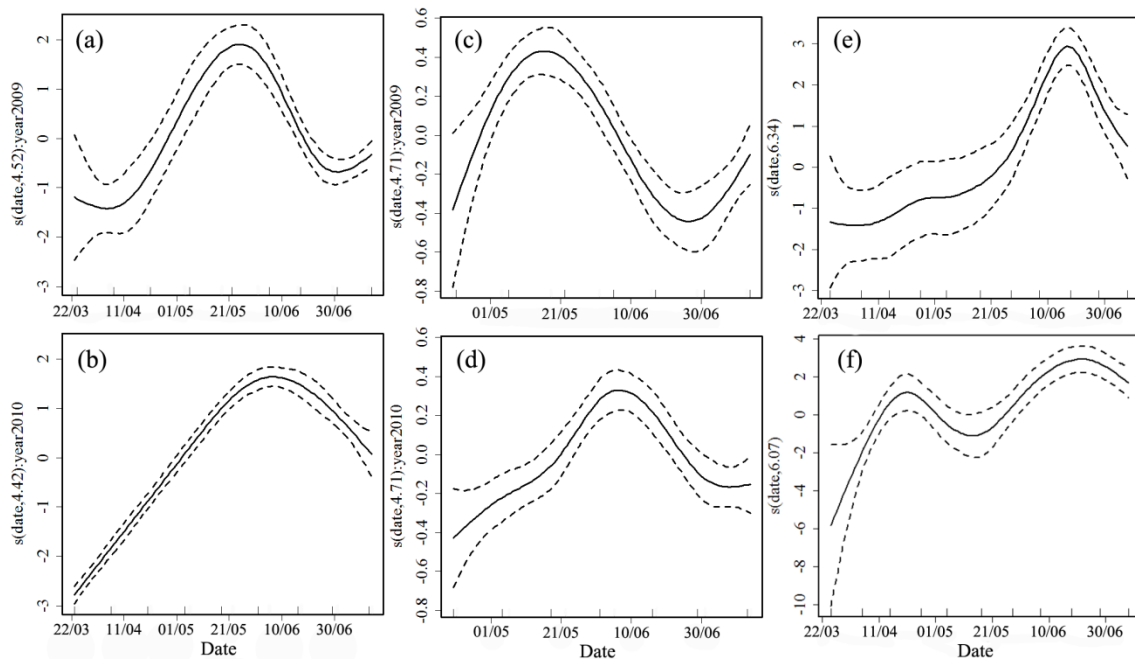 (a)
s(date,4.52):year2009
2
1
0
-1
-2
-3
22/03 11/04 01/05 21/05 10/06 30/06
(c)
s(date,4.71):year2009
0.6
0.4
0.2
0.0
-0.2
-0.4
-0.6
-0.8
01/05 21/05 10/06 30/06
(e)
s(date,6.34)
3
2
1
0
-1
-2
-3
22/03 11/04 01/05 21/05 10/06 30/06
(b)
s(date,4.42):year2010
2
1
0
-1
-2
-3
22/03 11/04 01/05 21/05 10/06 30/06
Date
(d)
s(date,4.71):year2010
0.6
0.4
0.2
0.0
-0.2
-0.4
-0.6
-0.8
01/05 21/05 10/06 30/06
Date
(f)
s(date,6.07)
4
2
0
-2
-4
-6
-8
-10
22/03 11/04 01/05 21/05 10/06 30/06
Date